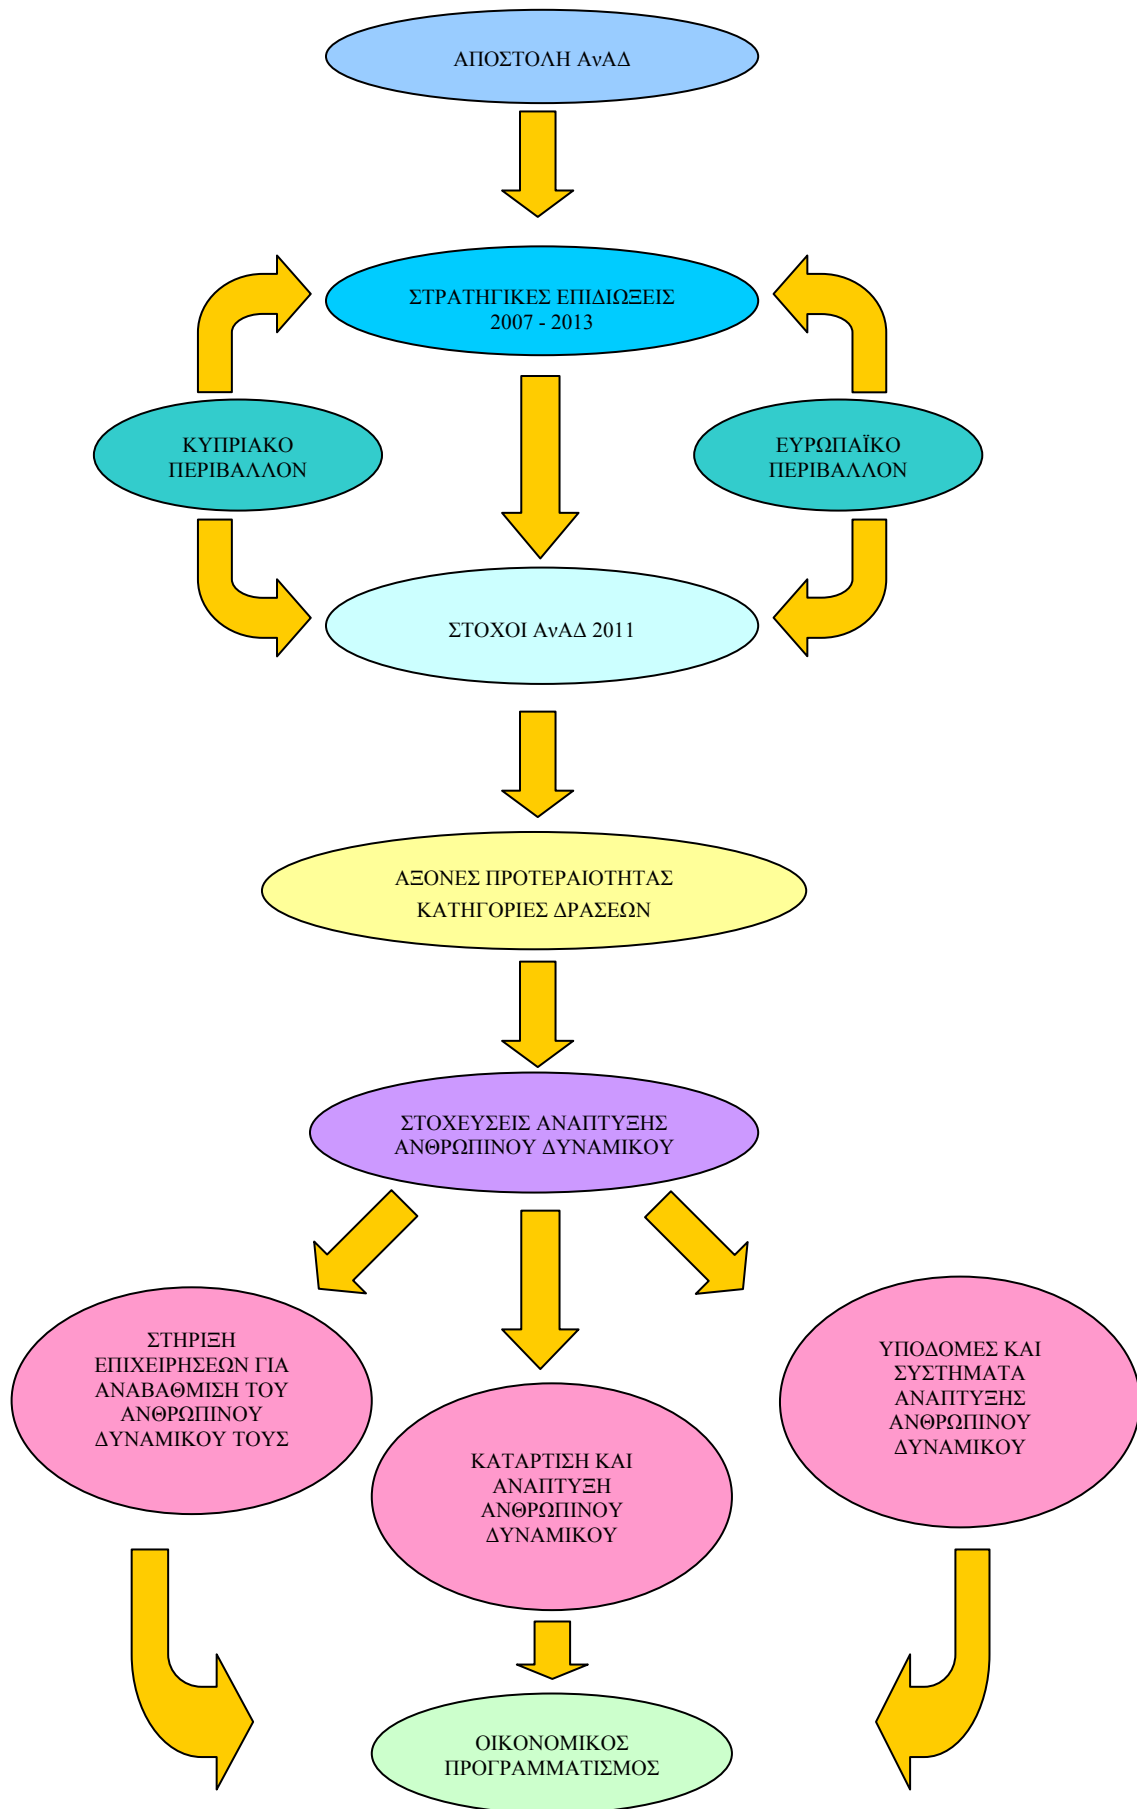 ΑΠΟΣΤΟΛΗ ΑνΑΔ
ΣΤΡΑΤΗΓΙΚΕΣ ΕΠΙΔΙΩΞΕΙΣ
2007 - 2013
ΚΥΠΡΙΑΚΟ
ΠΕΡΙΒΑΛΛΟΝ
ΕΥΡΩΠΑΪΚΟ
ΠΕΡΙΒΑΛΛΟΝ
ΣΤΟΧΟΙ ΑνΑΔ 2011
ΑΞΟΝΕΣ ΠΡΟΤΕΡΑΙΟΤΗΤΑΣ
ΚΑΤΗΓΟΡΙΕΣ ΔΡΑΣΕΩΝ
ΣΤΟΧΕΥΣΕΙΣ ΑΝΑΠΤΥΞΗΣ
ΑΝΘΡΩΠΙΝΟΥ ΔΥΝΑΜΙΚΟΥ
ΣΤΗΡΙΞΗ
ΕΠΙΧΕΙΡΗΣΕΩΝ ΓΙΑ
ΑΝΑΒΑΘΜΙΣΗ ΤΟΥ
ΑΝΘΡΩΠΙΝΟΥ
ΔΥΝΑΜΙΚΟΥ ΤΟΥΣ
ΚΑΤΑΡΤΙΣΗ ΚΑΙ
ΑΝΑΠΤΥΞΗ
ΑΝΘΡΩΠΙΝΟΥ
ΔΥΝΑΜΙΚΟΥ
ΥΠΟΔΟΜΕΣ ΚΑΙ
ΣΥΣΤΗΜΑΤΑ
ΑΝΑΠΤΥΞΗΣ
ΑΝΘΡΩΠΙΝΟΥ
ΔΥΝΑΜΙΚΟΥ
ΟΙΚΟΝΟΜΙΚΟΣ
ΠΡΟΓΡΑΜΜΑΤΙΣΜΟΣ